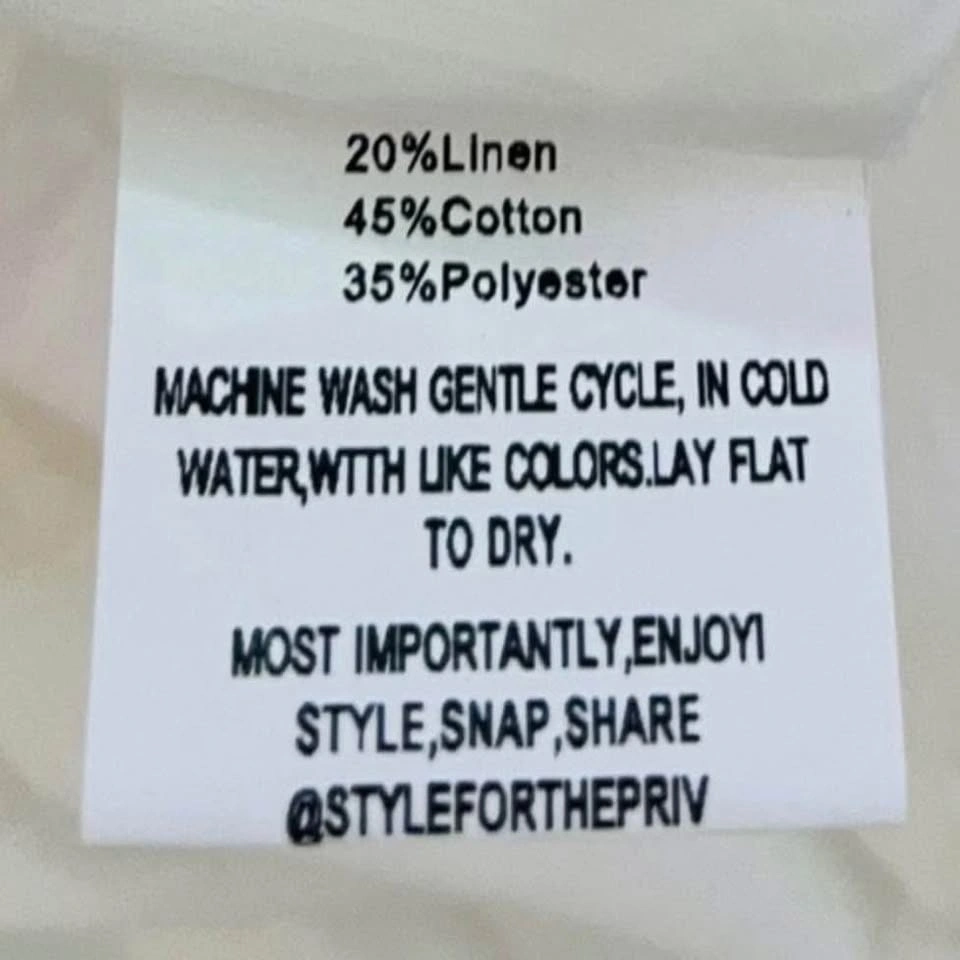 20%Linen
45%Cotton
35%Polyester
MACHINE WASH GENTLE CYCLE, IN COLD
WATER,WTTH LIKE COLORS.LAY FLAT
TO DRY.
MOST IMPORTANTLY,ENJOY!
STYLE,SNAP,SHARE
@STYLEFORTHEPRIV